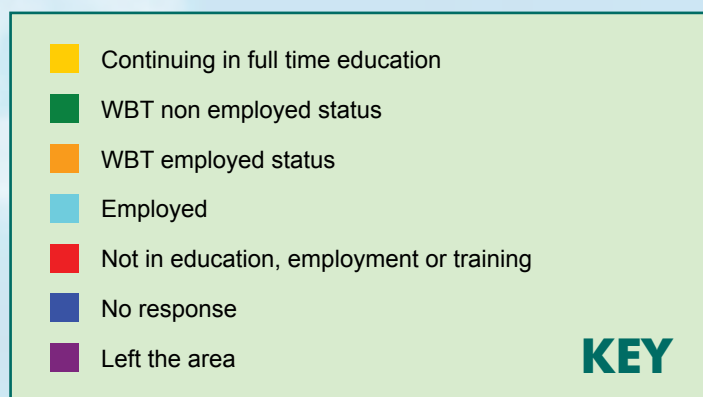 Continuing in full time education
WBT non employed status
WBT employed status
Employed
Not in education, employment or training
No response
Left the area
KEY